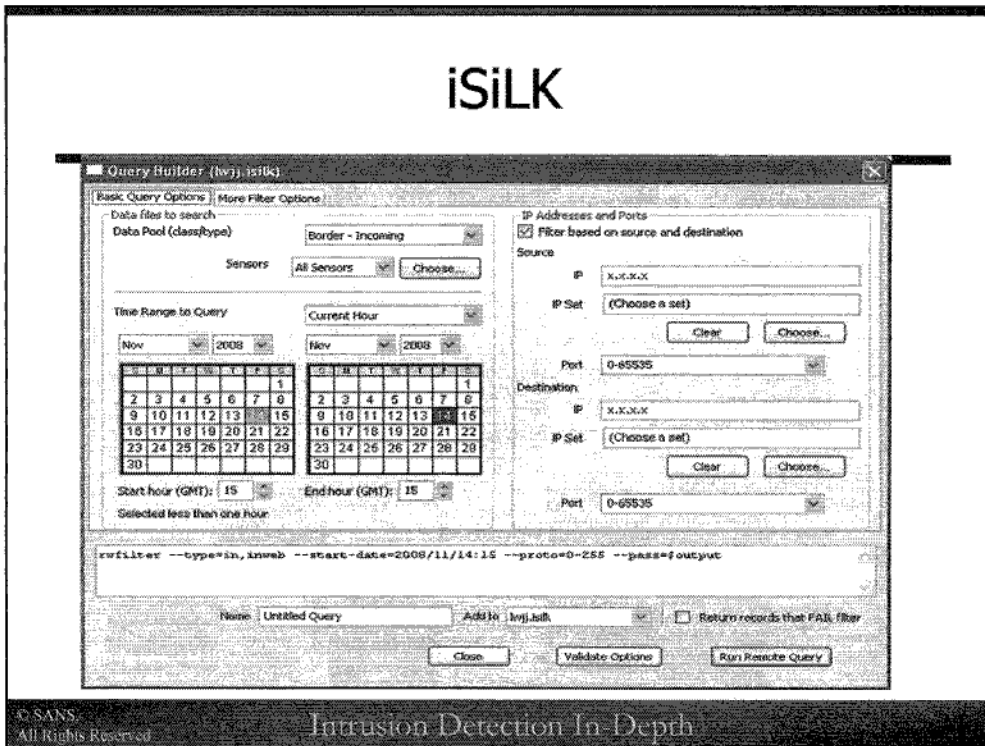 iSiLK
Query Builder (lwjj.isilk)
Basic Query Options More Filter Options
Data files to search
Data Pool (class/type) Border - Incoming
Sensors All Sensors Choose...
Time Range to Query Current Hour
Nov 2008 Nov 2008
S M T W T F S S M T W T F S
1 1
2 3 4 5 6 7 8 2 3 4 5 6 7 8
9 10 11 12 13 14 15 9 10 11 12 13 14 15
16 17 18 19 20 21 22 16 17 18 19 20 21 22
23 24 25 26 27 28 29 23 24 25 26 27 28 29
30 30
Start hour (GMT): 15 End hour (GMT): 15
Selected less than one hour
IP Addresses and Ports
Filter based on source and destination
Source
IP x.x.x.x
IP Set (Choose a set)
Clear Choose...
Port 0-65535
Destination
IP x.x.x.x
IP Set (Choose a set)
Clear Choose...
Port 0-65535
rwfilter --type=in,inweb --start-date=2008/11/14:15 --proto=0-255 --pass=$output
Name Untitled Query Add to lwjj.isilk Return records that FAIL filter
Close Validate Options Run Remote Query
© SANS,
All Rights Reserved
Intrusion Detection In-Depth